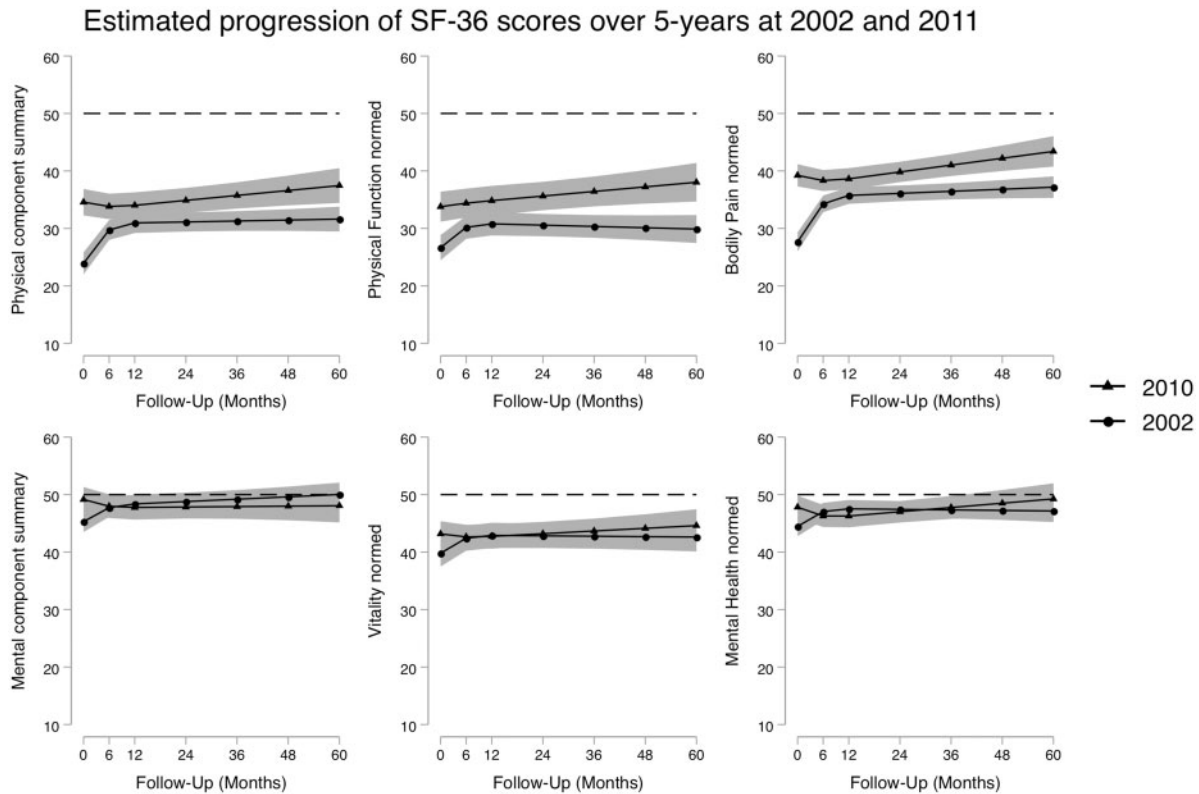 Estimated progression of SF-36 scores over 5-years at 2002 and 2011
Physical component summary
60
50
40
30
20
10
0 6 12 24 36 48 60
Follow-Up (Months)
Physical Function normed
60
50
40
30
20
10
0 6 12 24 36 48 60
Follow-Up (Months)
Bodily Pain normed
60
50
40
30
20
10
0 6 12 24 36 48 60
Follow-Up (Months)
2010
2002
Mental component summary
60
50
40
30
20
10
0 6 12 24 36 48 60
Follow-Up (Months)
Vitality normed
60
50
40
30
20
10
0 6 12 24 36 48 60
Follow-Up (Months)
Mental Health normed
60
50
40
30
20
10
0 6 12 24 36 48 60
Follow-Up (Months)